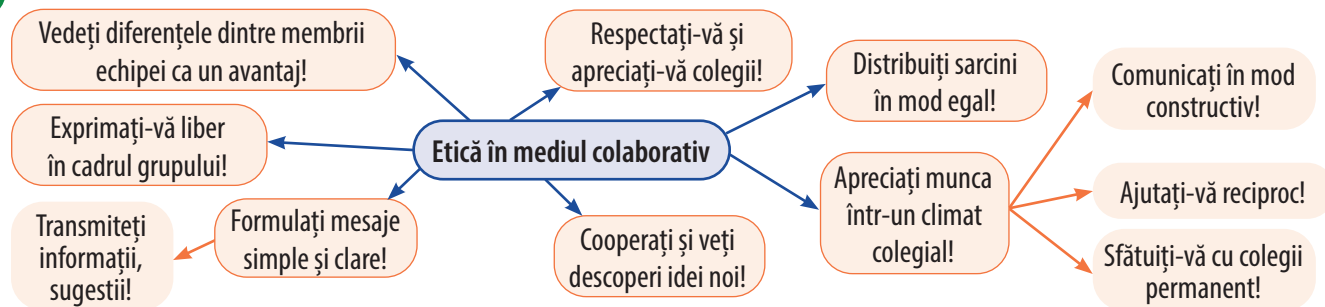 Vedeți diferențele dintre membrii
echipei ca un avantaj!
Respectați-vă și
apreciați-vă colegii!
Distribuiți sarcini
în mod egal!
Comunicați în mod
constructiv!
Exprimați-vă liber
în cadrul grupului!
Etică în mediul colaborativ
Apreciați munca
într-un climat
colegial!
Ajutați-vă reciproc!
Transmiteți
informații,
sugestii!
Formulați mesaje
simple și clare!
Cooperați și veți
descoperi idei noi!
Sfătuiți-vă cu colegii
permanent!